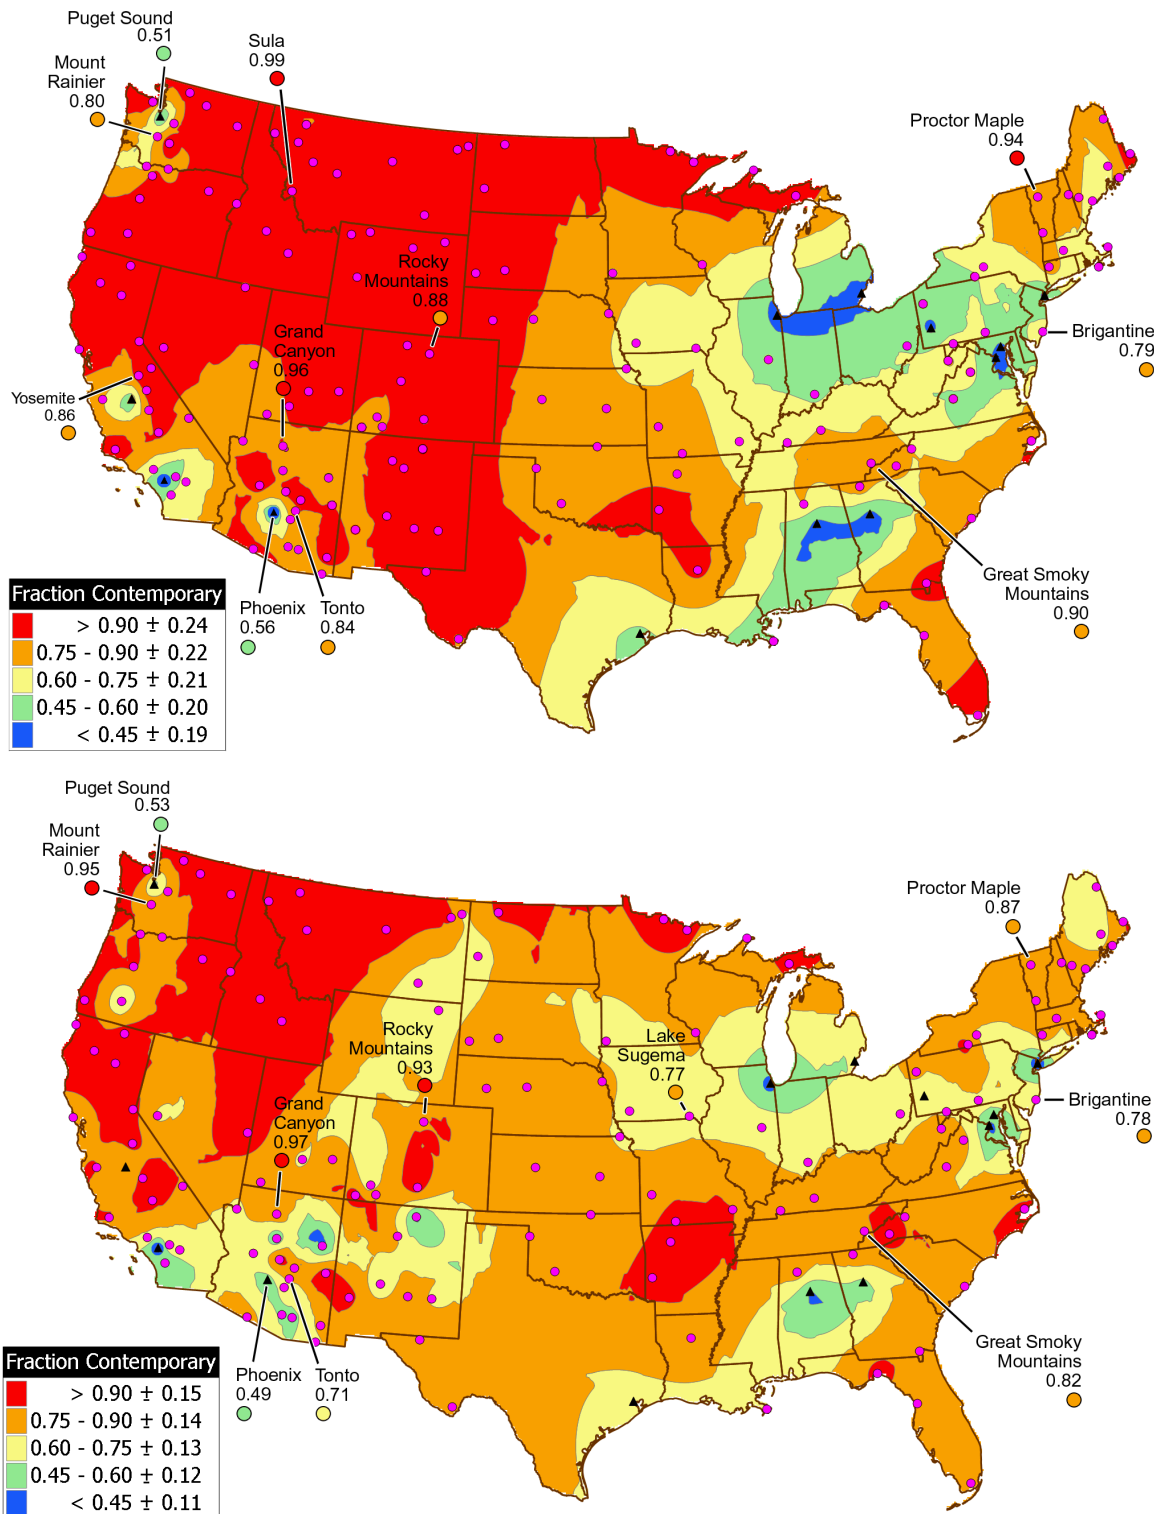 Puget Sound
0.51
Sula
0.99
Mount
Rainier
0.80
Proctor Maple
0.94
Rocky
Mountains
0.88
Grand
Canyon
0.96
Brigantine
0.79
Yosemite
0.86
Great Smoky
Mountains
0.90
Phoenix
0.56
Tonto
0.84
Fraction Contemporary
> 0.90 ± 0.24
0.75 - 0.90 ± 0.22
0.60 - 0.75 ± 0.21
0.45 - 0.60 ± 0.20
< 0.45 ± 0.19
Puget Sound
0.53
Mount
Rainier
0.95
Proctor Maple
0.87
Rocky
Mountains
0.93
Lake
Sugema
0.77
Grand
Canyon
0.97
Brigantine
0.78
Great Smoky
Mountains
0.82
Phoenix
0.49
Tonto
0.71
Fraction Contemporary
> 0.90 ± 0.15
0.75 - 0.90 ± 0.14
0.60 - 0.75 ± 0.13
0.45 - 0.60 ± 0.12
< 0.45 ± 0.11